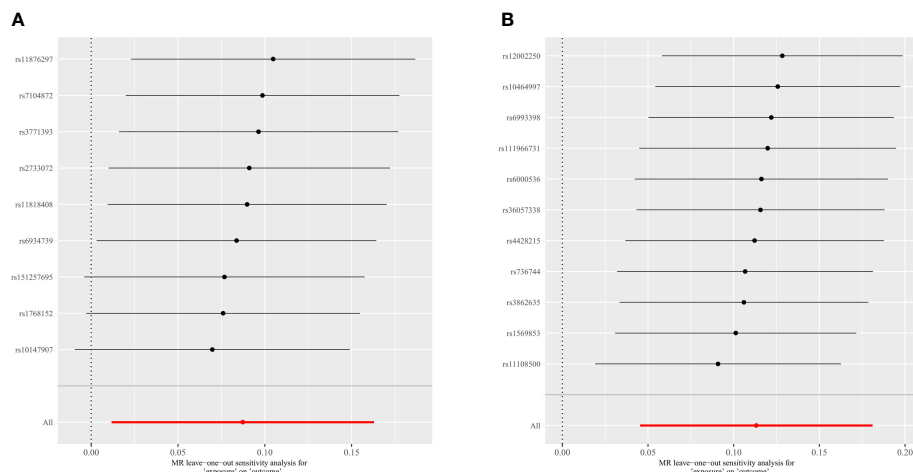 A
rs11876297
rs7104872
rs3771393
rs2733072
rs11818408
rs6934739
rs151257695
rs1768152
rs10147907
All
0.00 0.05 0.10 0.15
MR leave−one−out sensitivity analysis for
'exposure' on 'outcome'
B
rs12002250
rs10464997
rs6993398
rs111966731
rs6000536
rs36057338
rs4428215
rs736744
rs3862635
rs1569853
rs11108500
All
0.00 0.05 0.10 0.15 0.20
MR leave−one−out sensitivity analysis for
'exposure' on 'outcome'